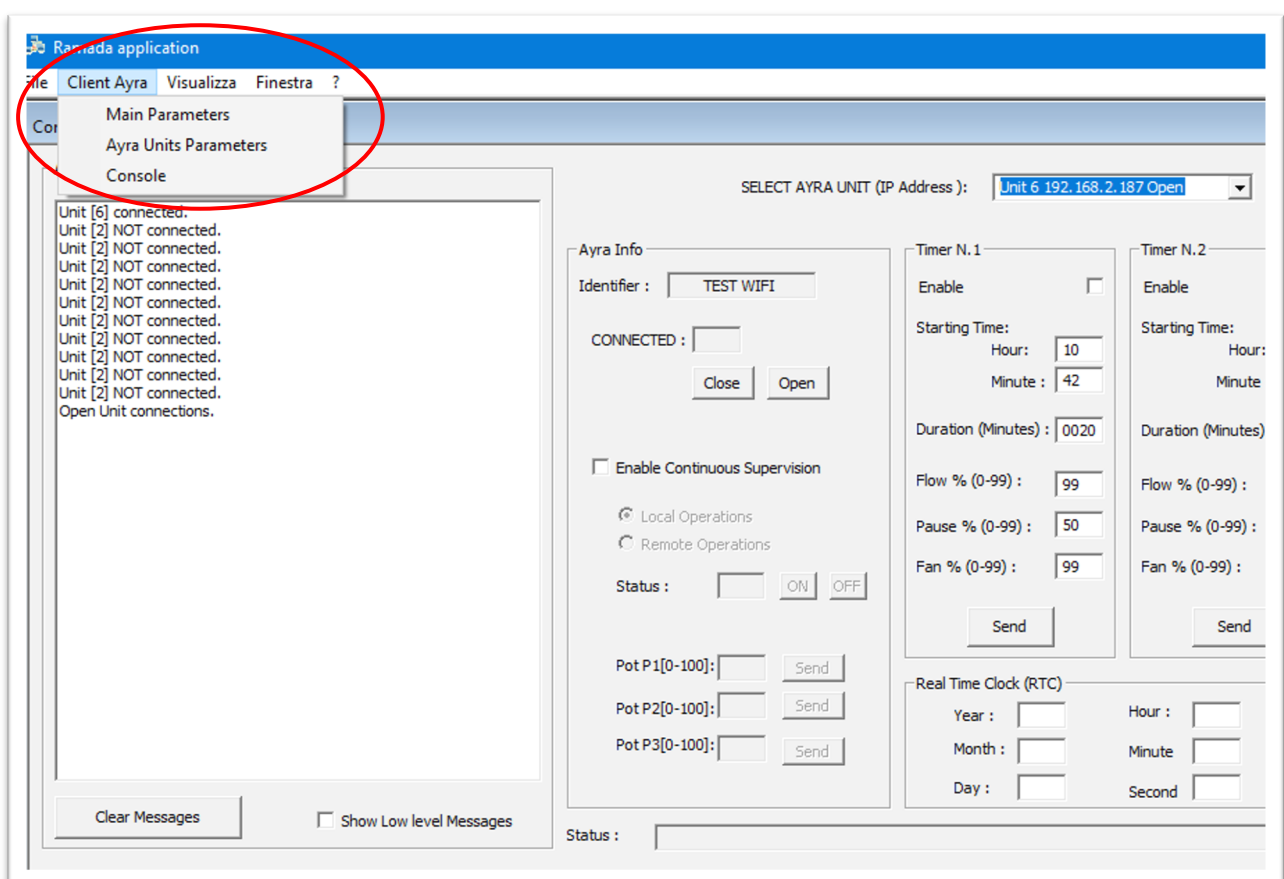 Ramada application
File Client Ayra Visualizza Finestra ?
Main Parameters
Ayra Units Parameters
Console
SELECT AYRA UNIT (IP Address ): Unit 6 192.168.2.187 Open
Unit [6] connected.
Unit [2] NOT connected.
Unit [2] NOT connected.
Unit [2] NOT connected.
Unit [2] NOT connected.
Unit [2] NOT connected.
Unit [2] NOT connected.
Unit [2] NOT connected.
Unit [2] NOT connected.
Unit [2] NOT connected.
Unit [2] NOT connected.
Open Unit connections.
Clear Messages
Show Low level Messages
Ayra Info
Identifier : TEST WIFI
CONNECTED :
Close Open
Enable Continuous Supervision
Local Operations
Remote Operations
Status : ON OFF
Pot P1[0-100]: Send
Pot P2[0-100]: Send
Pot P3[0-100]: Send
Timer N.1
Enable
Starting Time:
Hour: 10
Minute : 42
Duration (Minutes) : 0020
Flow % (0-99) : 99
Pause % (0-99) : 50
Fan % (0-99) : 99
Send
Timer N.2
Enable
Starting Time:
Hour:
Minute
Duration (Minutes)
Flow % (0-99) :
Pause % (0-99) :
Fan % (0-99) :
Send
Real Time Clock (RTC)
Year : Hour :
Month : Minute
Day : Second
Status :